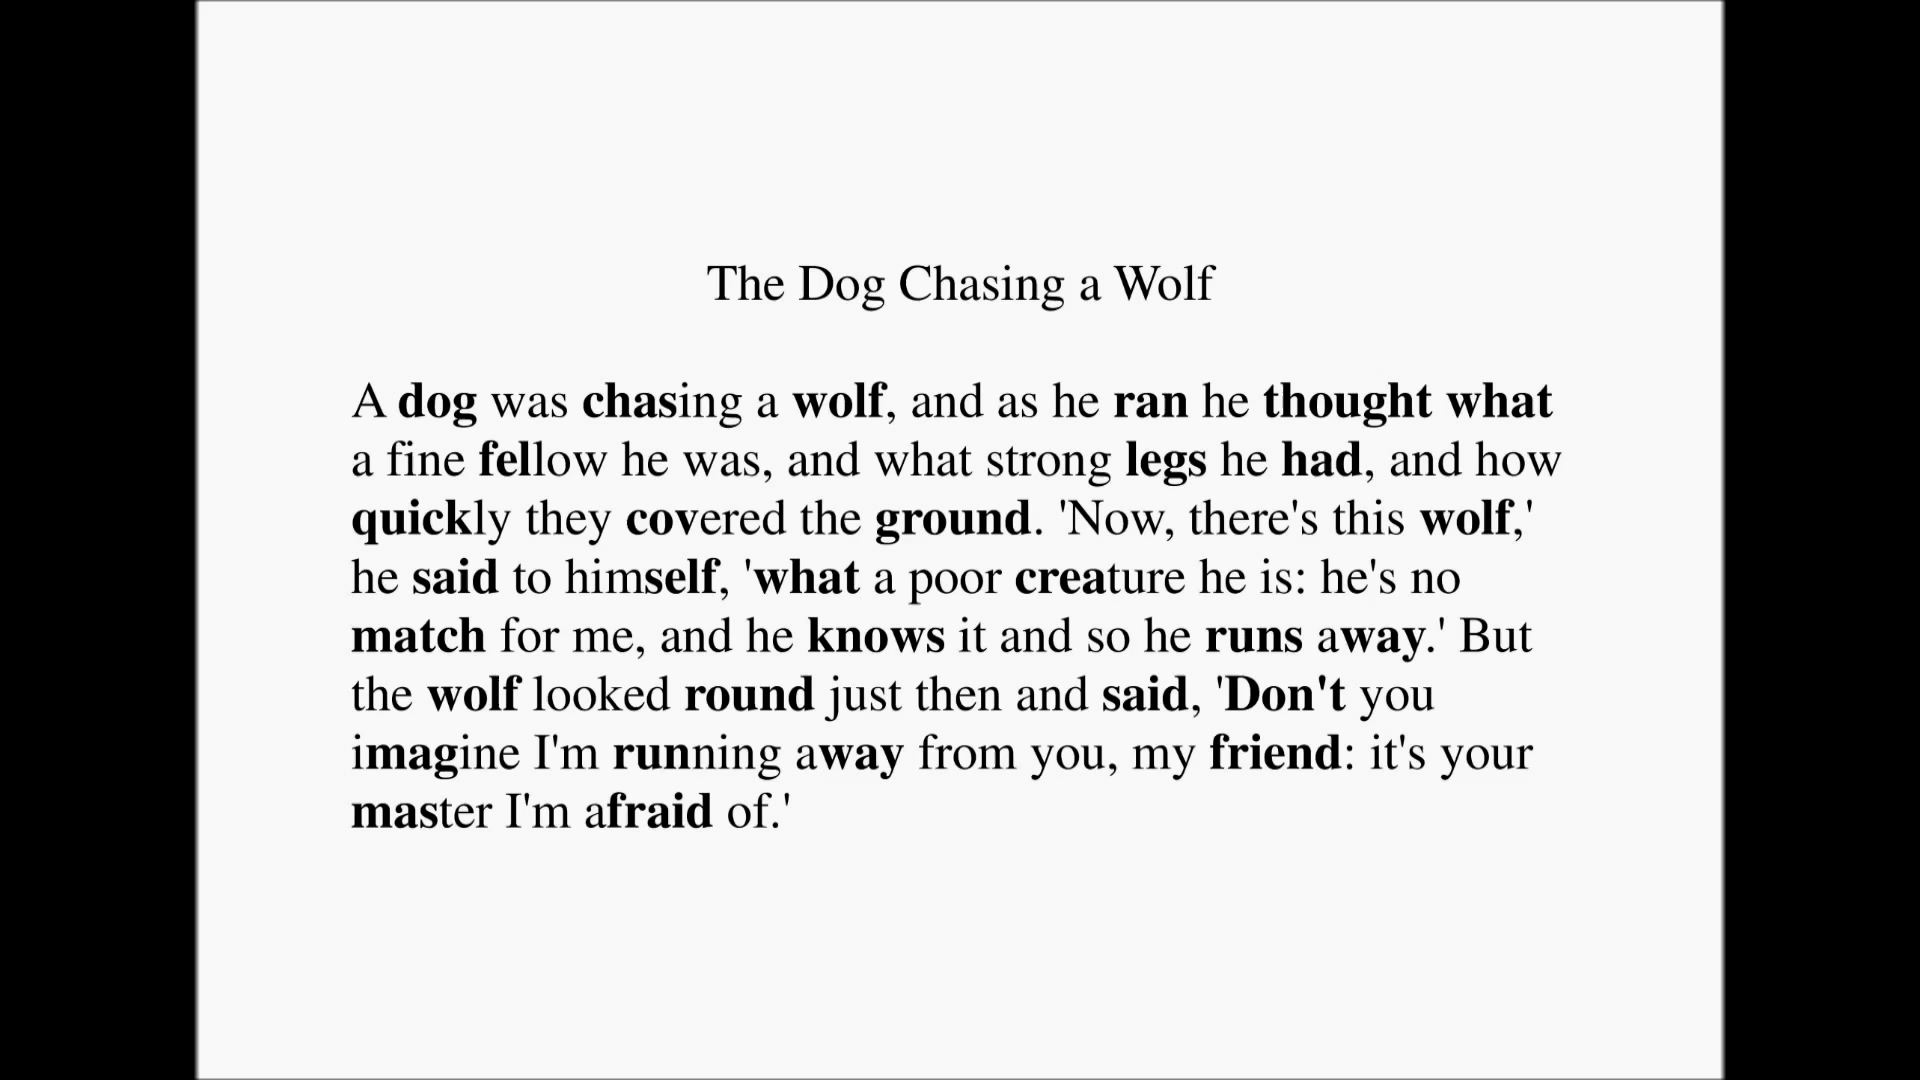 The Dog Chasing a Wolf
A dog was chasing a wolf, and as he ran he thought what
a fine fellow he was, and what strong legs he had, and how
quickly they covered the ground. 'Now, there's this wolf,'
he said to himself, 'what a poor creature he is: he's no
match for me, and he knows it and so he runs away.' But
the wolf looked round just then and said, 'Don't you
imagine I'm running away from you, my friend: it's your
master I'm afraid of.'